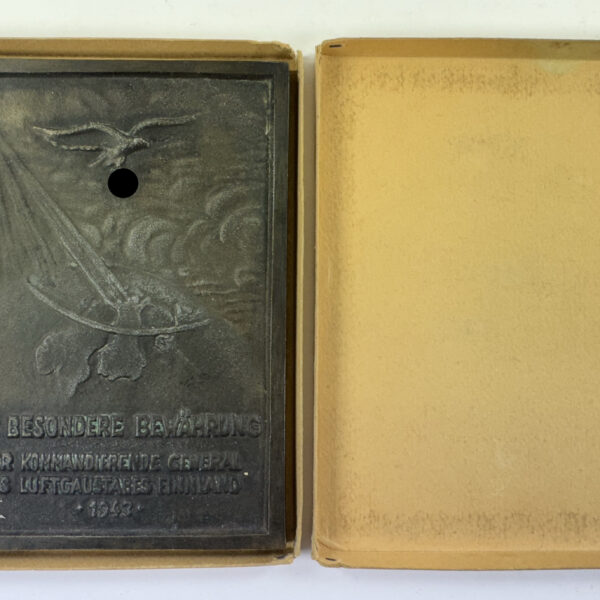 BESONDERE BEWÄHRUNG
R KOMMANDIERENDE GENERAL
S LUFTGAUSTABES FINNLAND
· 1943 ·